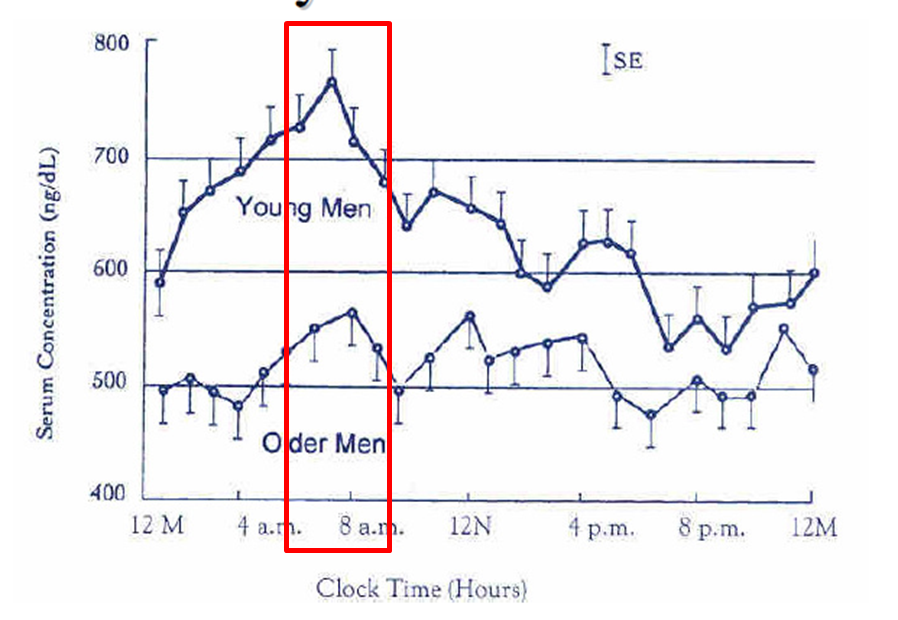 800
SE
700
Young Men
600
500
Older Men
400
12 M 4 a.m. 8 a.m. 12N 4 p.m. 8 p.m. 12M
Serum Concentration (ng/dL)
Clock Time (Hours)